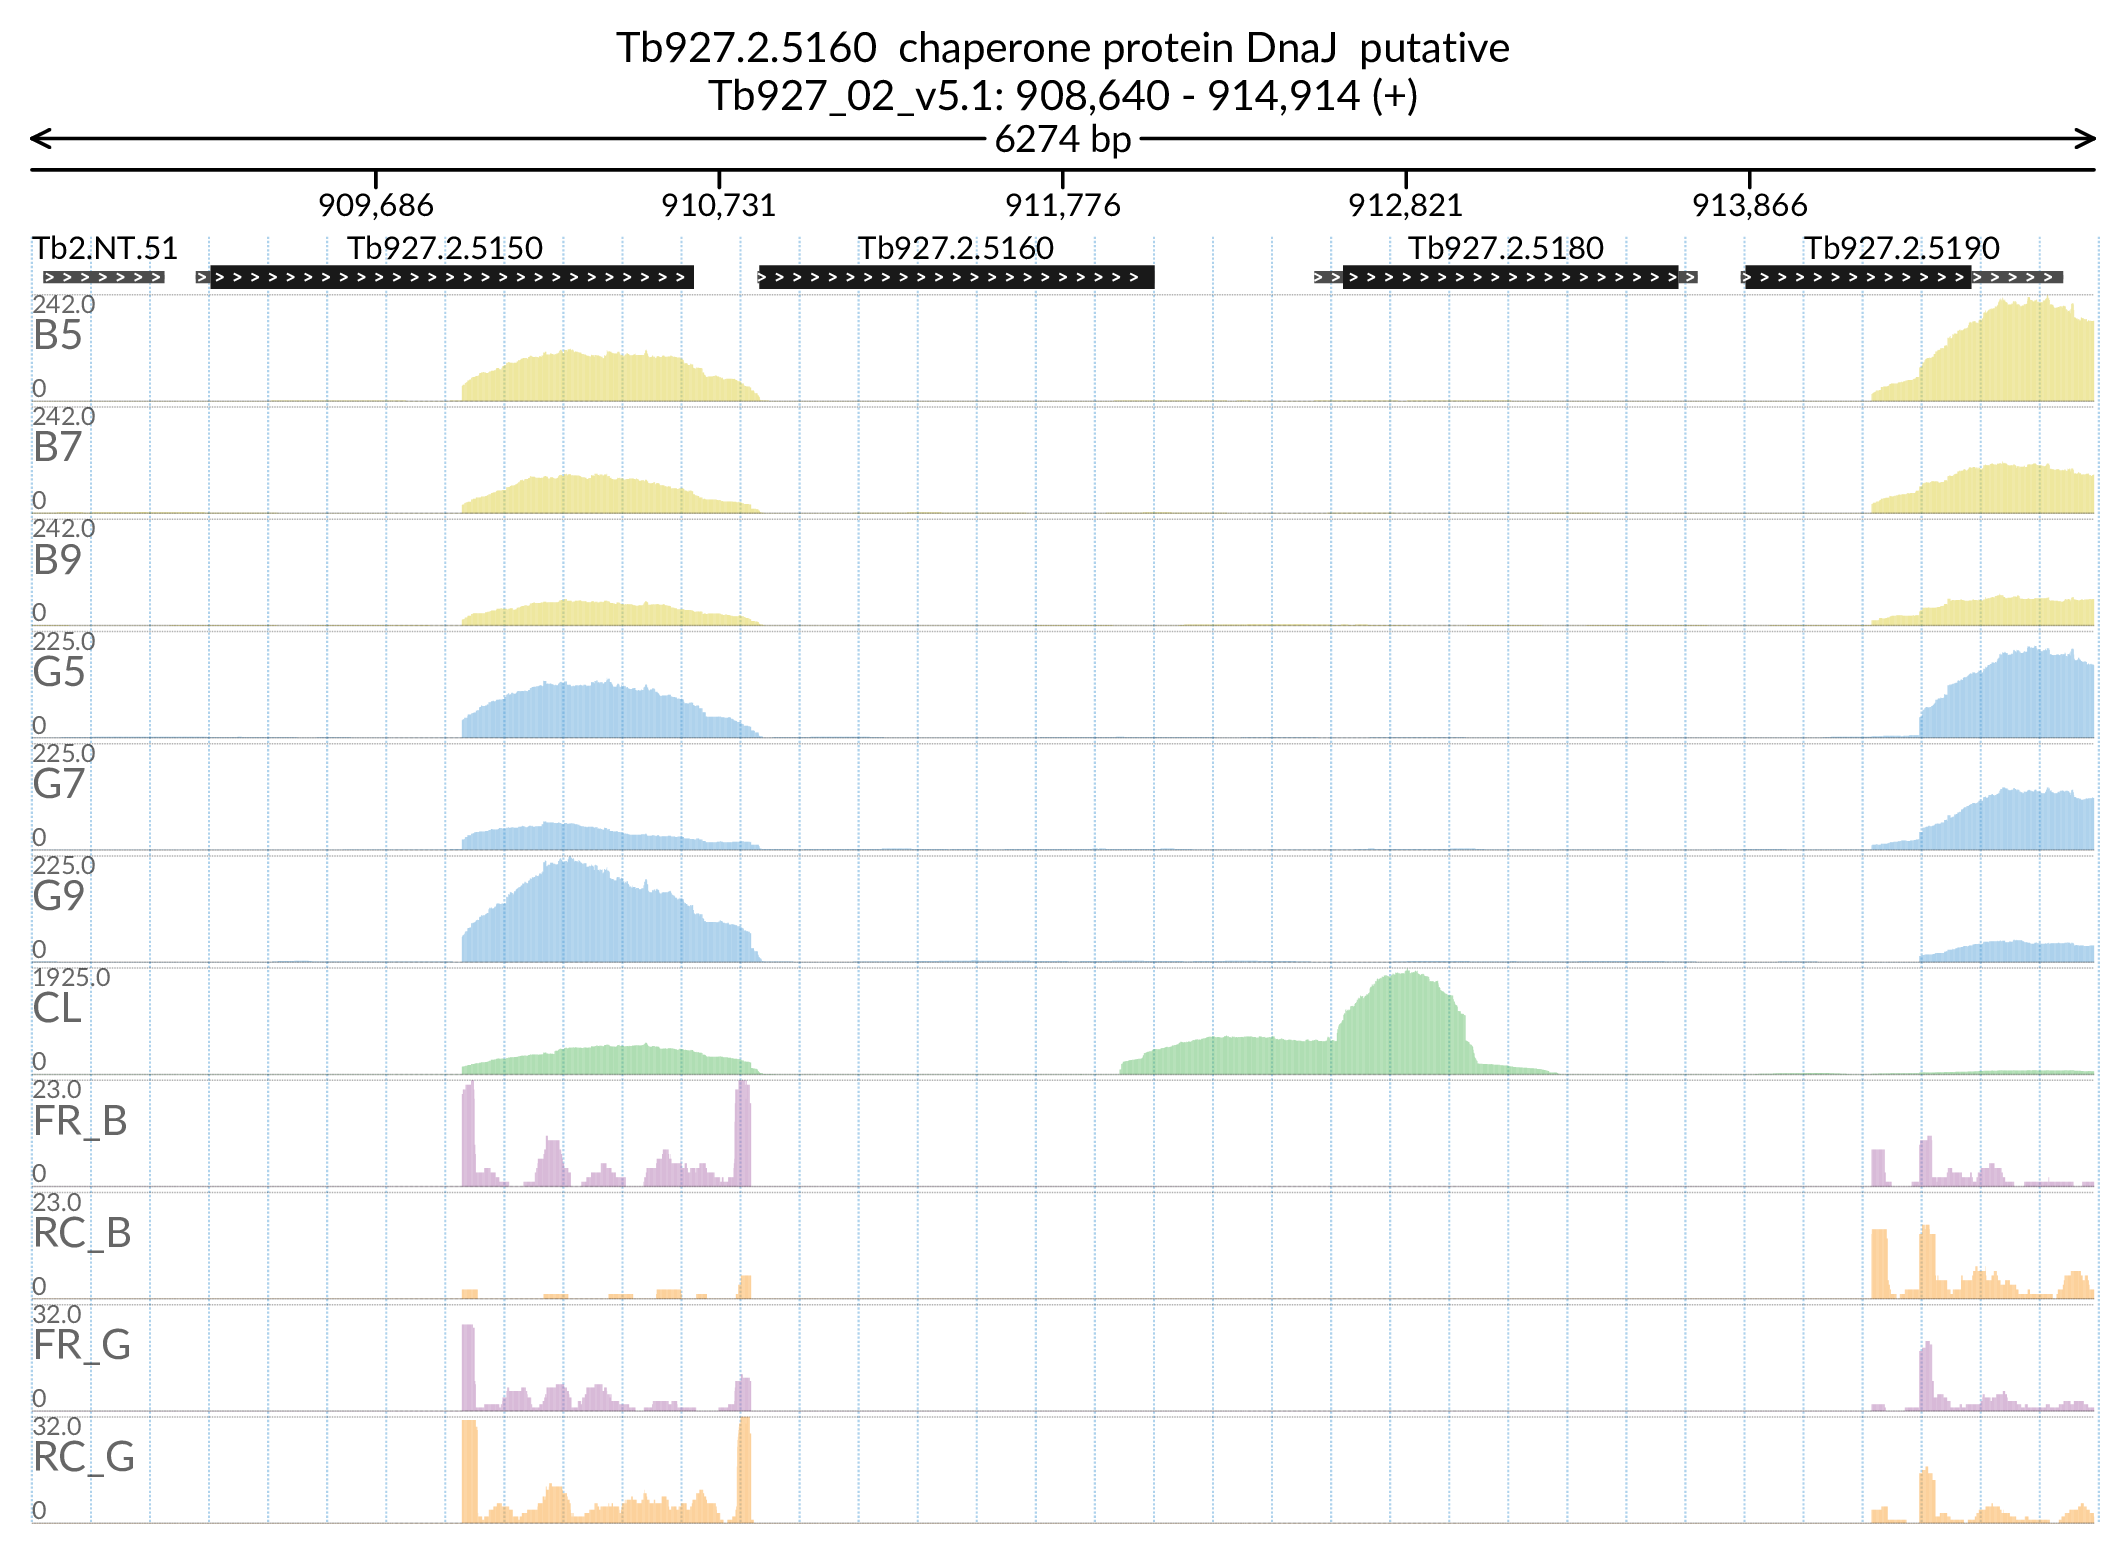 Tb927.2.5160  chaperone protein DnaJ  putative
Tb927_02_v5.1: 908,640 - 914,914 (+)
6274 bp
909,686 910,731 911,776 912,821 913,866
Tb2.NT.51 Tb927.2.5150 Tb927.2.5160 Tb927.2.5180 Tb927.2.5190
242.0
B5
0
242.0
B7
0
242.0
B9
0
225.0
G5
0
225.0
G7
0
225.0
G9
0
1925.0
CL
0
23.0
FR_B
0
23.0
RC_B
0
32.0
FR_G
0
32.0
RC_G
0